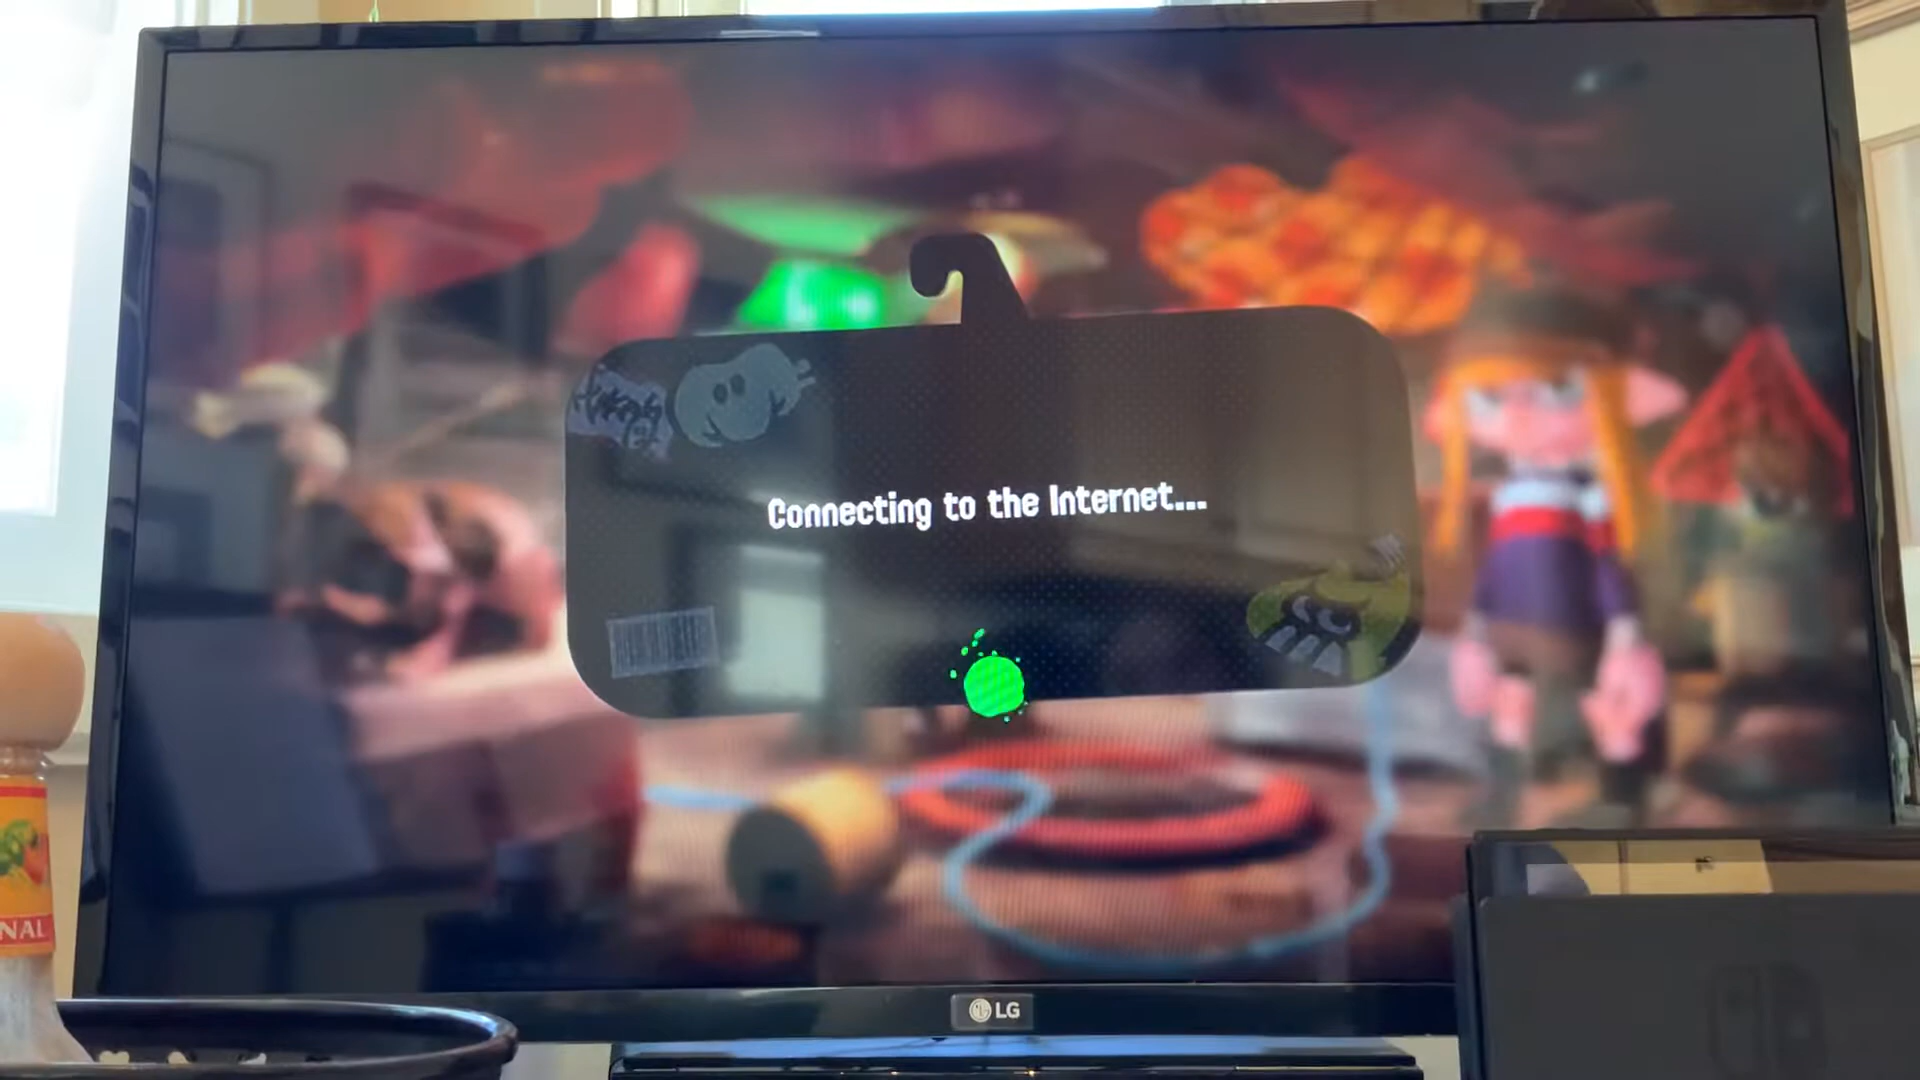 Connecting to the Internet...
LG
NAL